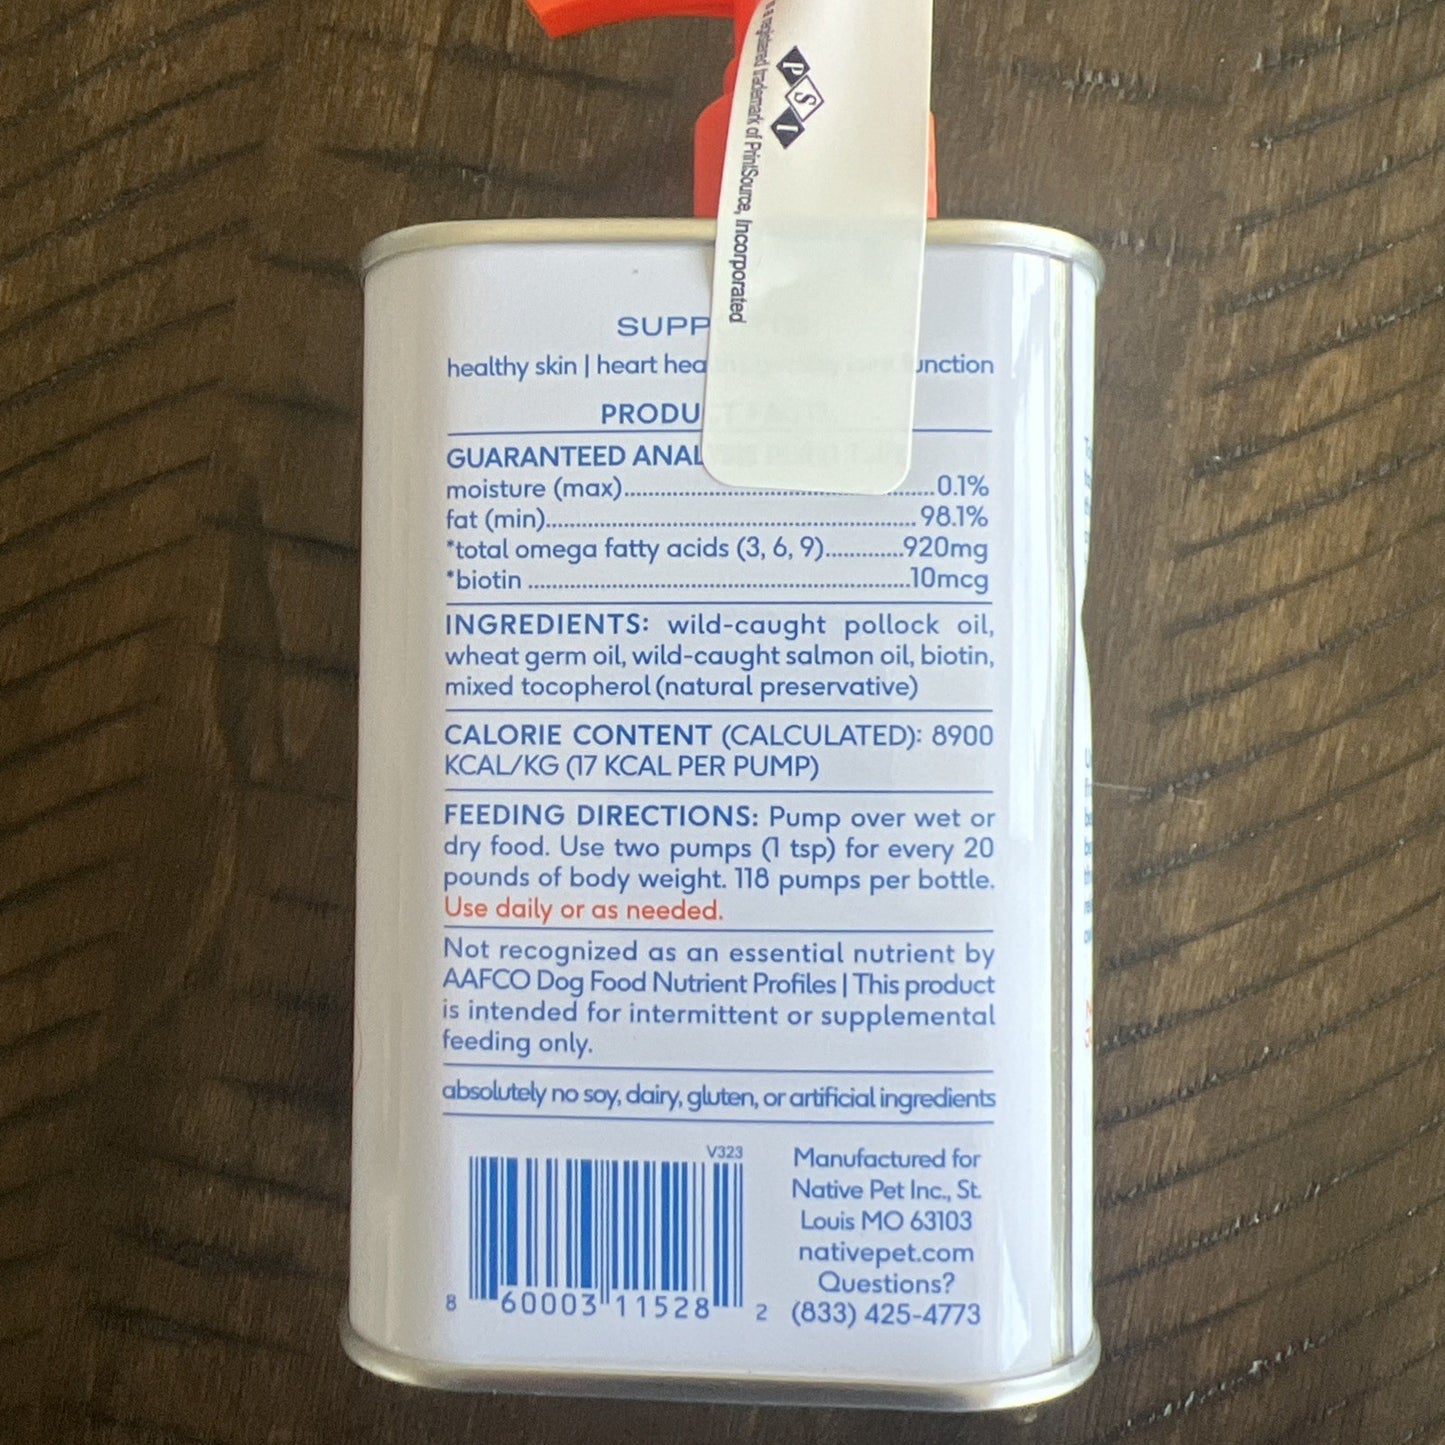 P S I
a registered trademark of PrintSource, Incorporated
SUPP
healthy skin | heart hea unction
PRODU
GUARANTEED ANAL
moisture (max)..........0.1%
fat (min)..........98.1%
*total omega fatty acids (3, 6, 9)..........920mg
*biotin ..........10mcg
INGREDIENTS: wild-caught pollock oil,
wheat germ oil, wild-caught salmon oil, biotin,
mixed tocopherol (natural preservative)
CALORIE CONTENT (CALCULATED): 8900
KCAL/KG (17 KCAL PER PUMP)
FEEDING DIRECTIONS: Pump over wet or
dry food. Use two pumps (1 tsp) for every 20
pounds of body weight. 118 pumps per bottle.
Use daily or as needed.
Not recognized as an essential nutrient by
AAFCO Dog Food Nutrient Profiles | This product
is intended for intermittent or supplemental
feeding only.
absolutely no soy, dairy, gluten, or artificial ingredients
V323
8 60003 11528 2
Manufactured for
Native Pet Inc., St.
Louis MO 63103
nativepet.com
Questions?
(833) 425-4773